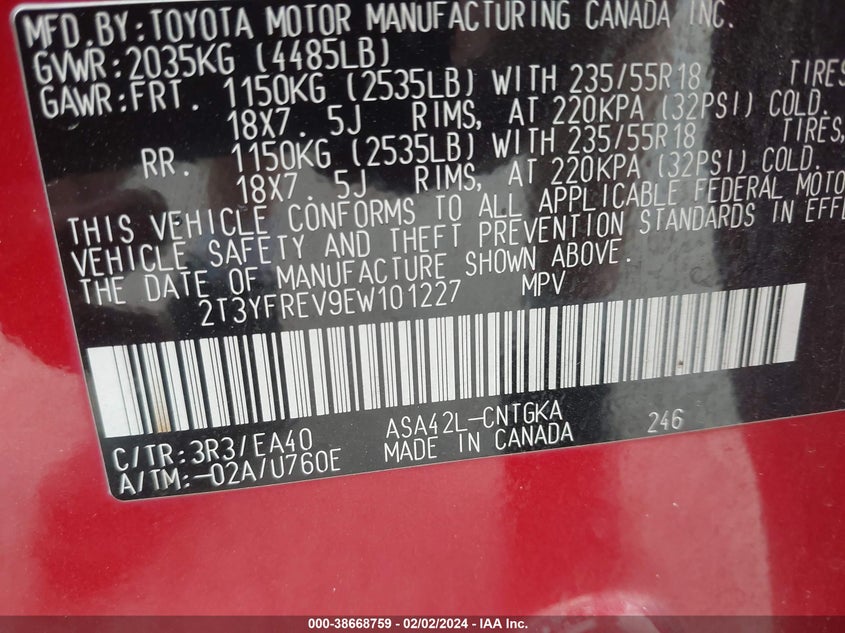 MFD. BY: TOYOTA MOTOR MANUFACTURING CANADA INC.
GVWR: 2035KG (4485LB)
GAWR: FRT. 1150KG (2535LB) WITH 235/55R18 TIRES
18X7. 5J RIMS, AT 220KPA (32PSI) COLD.
RR. 1150KG (2535LB) WITH 235/55R18 TIRES,
18X7. 5J RIMS, AT 220KPA (32PSI) COLD.
THIS VEHICLE CONFORMS TO ALL APPLICABLE FEDERAL MOTO
VEHICLE SAFETY AND THEFT PREVENTION STANDARDS IN EFFE
THE DATE OF MANUFACTURE SHOWN ABOVE.
2T3YFREV9EW101227 MPV
C/TR: 3R3/EA40 ASA42L-CNTGKA 246
A/TM: -02A/U760E MADE IN CANADA
000-38668759 - 02/02/2024 - IAA Inc.